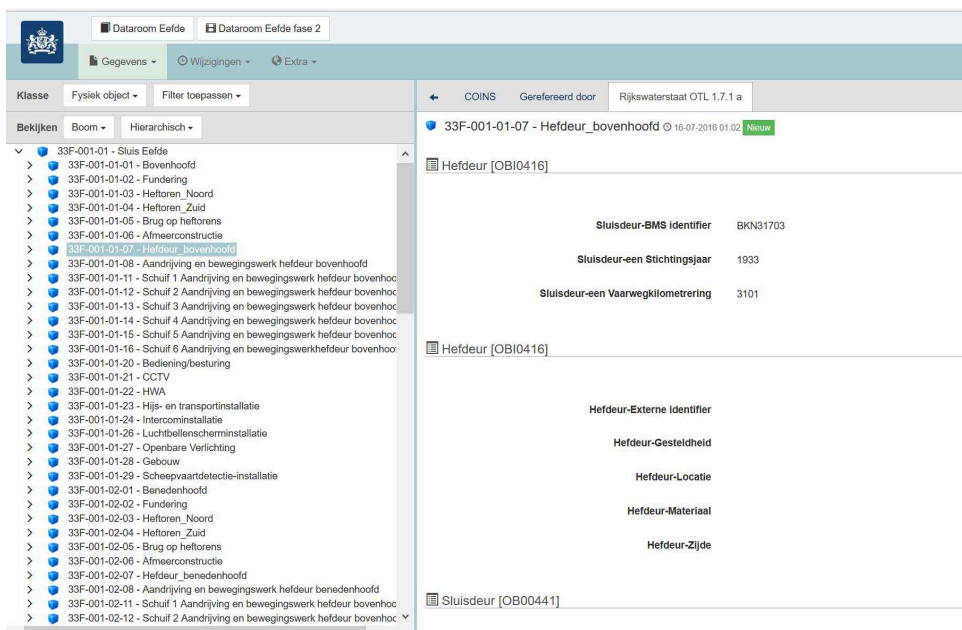 Dataroom Eefde
Dataroom Eefde fase 2
Gegevens
Wijzigingen
Extra
Klasse
Fysiek object
Filter toepassen
Bekijken
Boom
Hierarchisch
33F-001-01 - Sluis Eefde
33F-001-01-01 - Bovenhoofd
33F-001-01-02 - Fundering
33F-001-01-03 - Heftoren_Noord
33F-001-01-04 - Heftoren_Zuid
33F-001-01-05 - Brug op heftorens
33F-001-01-06 - Afmeerconstructie
33F-001-01-07 - Hefdeur_bovenhoofd
33F-001-01-08 - Aandrijving en bewegingswerk hefdeur bovenhoofd
33F-001-01-11 - Schuif 1 Aandrijving en bewegingswerk hefdeur bovenhoo
33F-001-01-12 - Schuif 2 Aandrijving en bewegingswerk hefdeur bovenhoo
33F-001-01-13 - Schuif 3 Aandrijving en bewegingswerk hefdeur bovenhoo
33F-001-01-14 - Schuif 4 Aandrijving en bewegingswerk hefdeur bovenhoo
33F-001-01-15 - Schuif 5 Aandrijving en bewegingswerk hefdeur bovenhoo
33F-001-01-16 - Schuif 6 Aandrijving en bewegingswerkhefdeur bovenhoo
33F-001-01-20 - Bediening/besturing
33F-001-01-21 - CCTV
33F-001-01-22 - HWA
33F-001-01-23 - Hijs- en transportinstallatie
33F-001-01-24 - Intercominstallatie
33F-001-01-26 - Luchtbellenscherminstallatie
33F-001-01-27 - Openbare Verlichting
33F-001-01-28 - Gebouw
33F-001-01-29 - Scheepvaartdetectie-installatie
33F-001-02-01 - Benedenhoofd
33F-001-02-02 - Fundering
33F-001-02-03 - Heftoren_Noord
33F-001-02-04 - Heftoren_Zuid
33F-001-02-05 - Brug op heftorens
33F-001-02-06 - Afmeerconstructie
33F-001-02-07 - Hefdeur_benedenhoofd
33F-001-02-08 - Aandrijving en bewegingswerk hefdeur benedenhoofd
33F-001-02-11 - Schuif 1 Aandrijving en bewegingswerk hefdeur bovenhoo
33F-001-02-12 - Schuif 2 Aandrijving en bewegingswerk hefdeur bovenhoo
COINS
Gerefereerd door
Rijkswaterstaat OTL 1.7.1 a
33F-001-01-07 - Hefdeur_bovenhoofd 16-07-2016 01:02 Nieuw
Hefdeur [OBI0416]
Sluisdeur-BMS identifier BKN31703
Sluisdeur-een Stichtingsjaar 1933
Sluisdeur-een Vaarwegkilometrering 3101
Hefdeur [OBI0416]
Hefdeur-Externe identifier
Hefdeur-Gesteldheid
Hefdeur-Locatie
Hefdeur-Materiaal
Hefdeur-Zijde
Sluisdeur [OB00441]